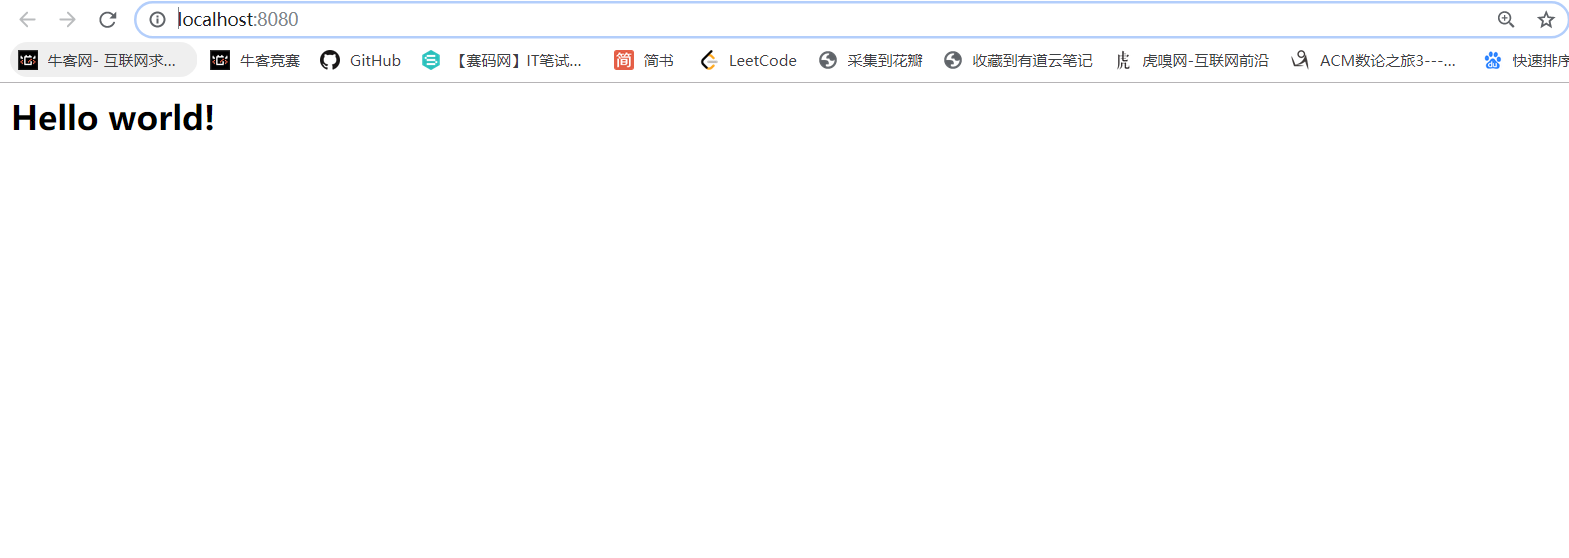 localhost:8080
牛客网- 互联网求... 牛客竞赛 GitHub 【赛码网】IT笔试... 简 简书 LeetCode 采集到花瓣 收藏到有道云笔记 虎 虎嗅网-互联网前沿 ACM数论之旅3---... du 快速排序
Hello world!